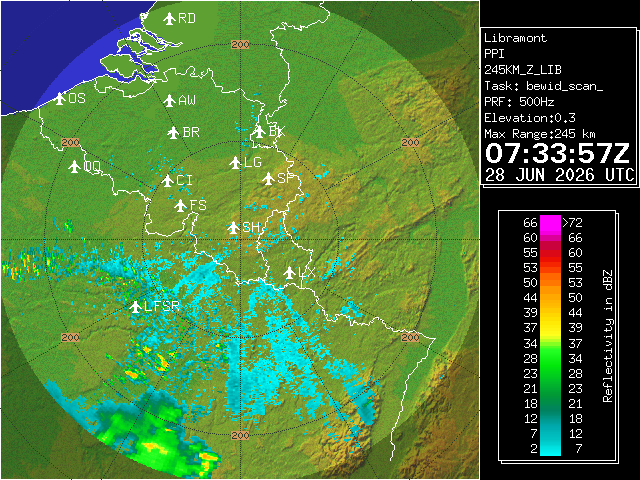 RD
200
OS
AW
BR
BK
200
200
LG
CI
SP
FS
SH
LX
LFSR
200
200
200
Libramont
PPI
245KM_Z_LIB
Task: bewid_scan_
PRF: 500Hz
Elevation:0.3
Max Range:245 km
07:33:57Z
28 JUN 2026 UTC
66 >72
60 66
55 60
53 55
50 53
44 50
39 44
37 39
34 37
28 34
23 28
21 23
18 21
12 18
7 12
2 7
Reflectivity in dBZ